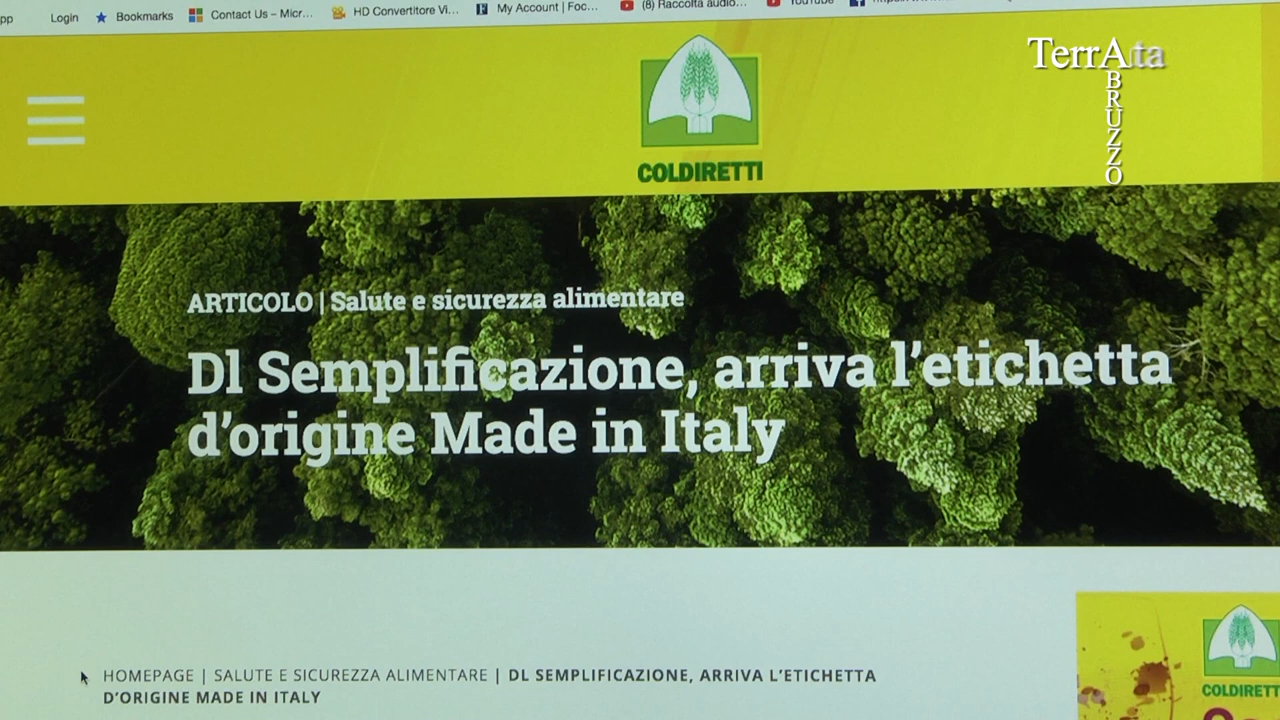 Login Bookmarks Contact Us – Micr... HD Convertitore Vi... My Account | Foc... (8) Raccolta audio... YouTube
TerrAta
BRUZZO
COLDIRETTI
ARTICOLO | Salute e sicurezza alimentare
Dl Semplificazione, arriva l'etichetta
d'origine Made in Italy
HOMEPAGE | SALUTE E SICUREZZA ALIMENTARE | DL SEMPLIFICAZIONE, ARRIVA L'ETICHETTA
D'ORIGINE MADE IN ITALY
COLDIRETT